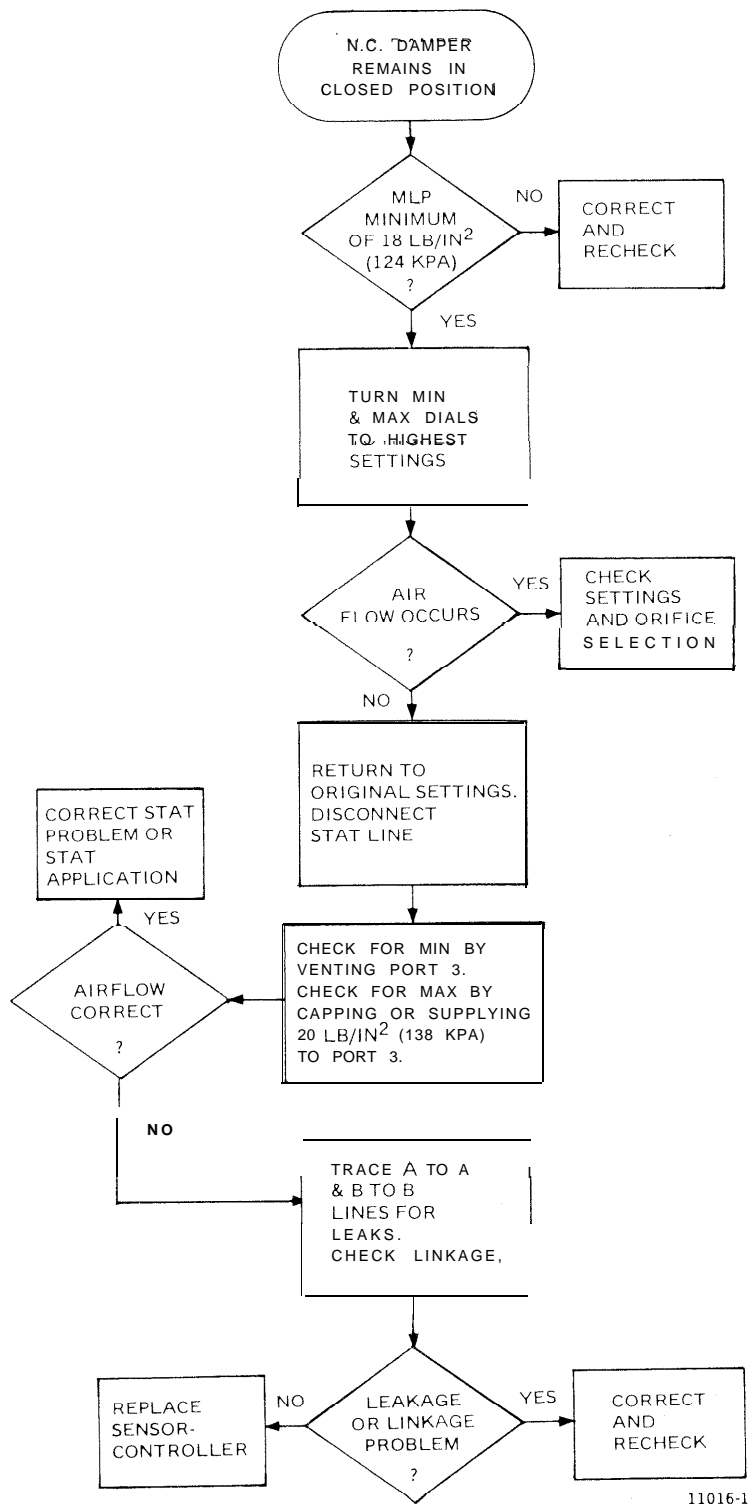 N.C. DAMPER
REMAINS IN
CLOSED POSITION
MLP
MINIMUM
OF 18 LB/IN²
(124 KPA)
?
NO
CORRECT
AND
RECHECK
YES
TURN MIN
& MAX DIALS
TO HIGHEST
SETTINGS
AIR
FLOW OCCURS
?
YES
CHECK
SETTINGS
AND ORIFICE
SELECTION
NO
RETURN TO
ORIGINAL SETTINGS.
DISCONNECT
STAT LINE
CORRECT STAT
PROBLEM OR
STAT
APPLICATION
YES
CHECK FOR MIN BY
VENTING PORT 3.
CHECK FOR MAX BY
CAPPING OR SUPPLYING
20 LB/IN² (138 KPA)
TO PORT 3.
AIRFLOW
CORRECT
?
NO
TRACE A TO A
& B TO B
LINES FOR
LEAKS.
CHECK LINKAGE,
LEAKAGE
OR LINKAGE
PROBLEM
?
NO
REPLACE
SENSOR-
CONTROLLER
YES
CORRECT
AND
RECHECK
11016-1